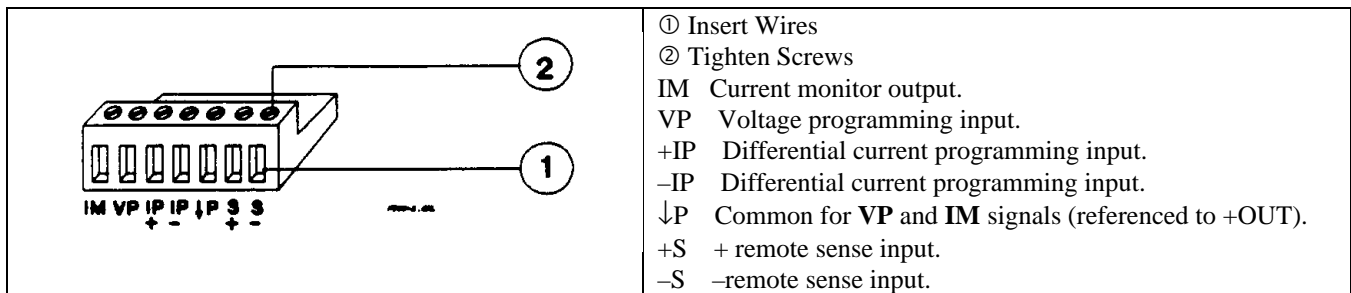 2
1
IM VP IP IP ↓P S S
+ - + -
① Insert Wires
② Tighten Screws
IM Current monitor output.
VP Voltage programming input.
+IP Differential current programming input.
–IP Differential current programming input.
↓P Common for VP and IM signals (referenced to +OUT).
+S + remote sense input.
–S –remote sense input.